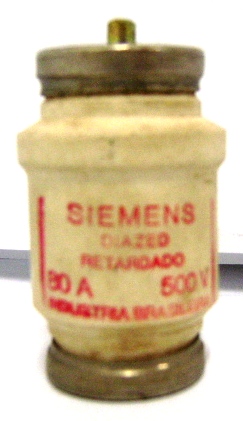 SIEMENS
DIAZED
RETARDADO
80 A 500 V
INDUSTRIA BRASILEIRA